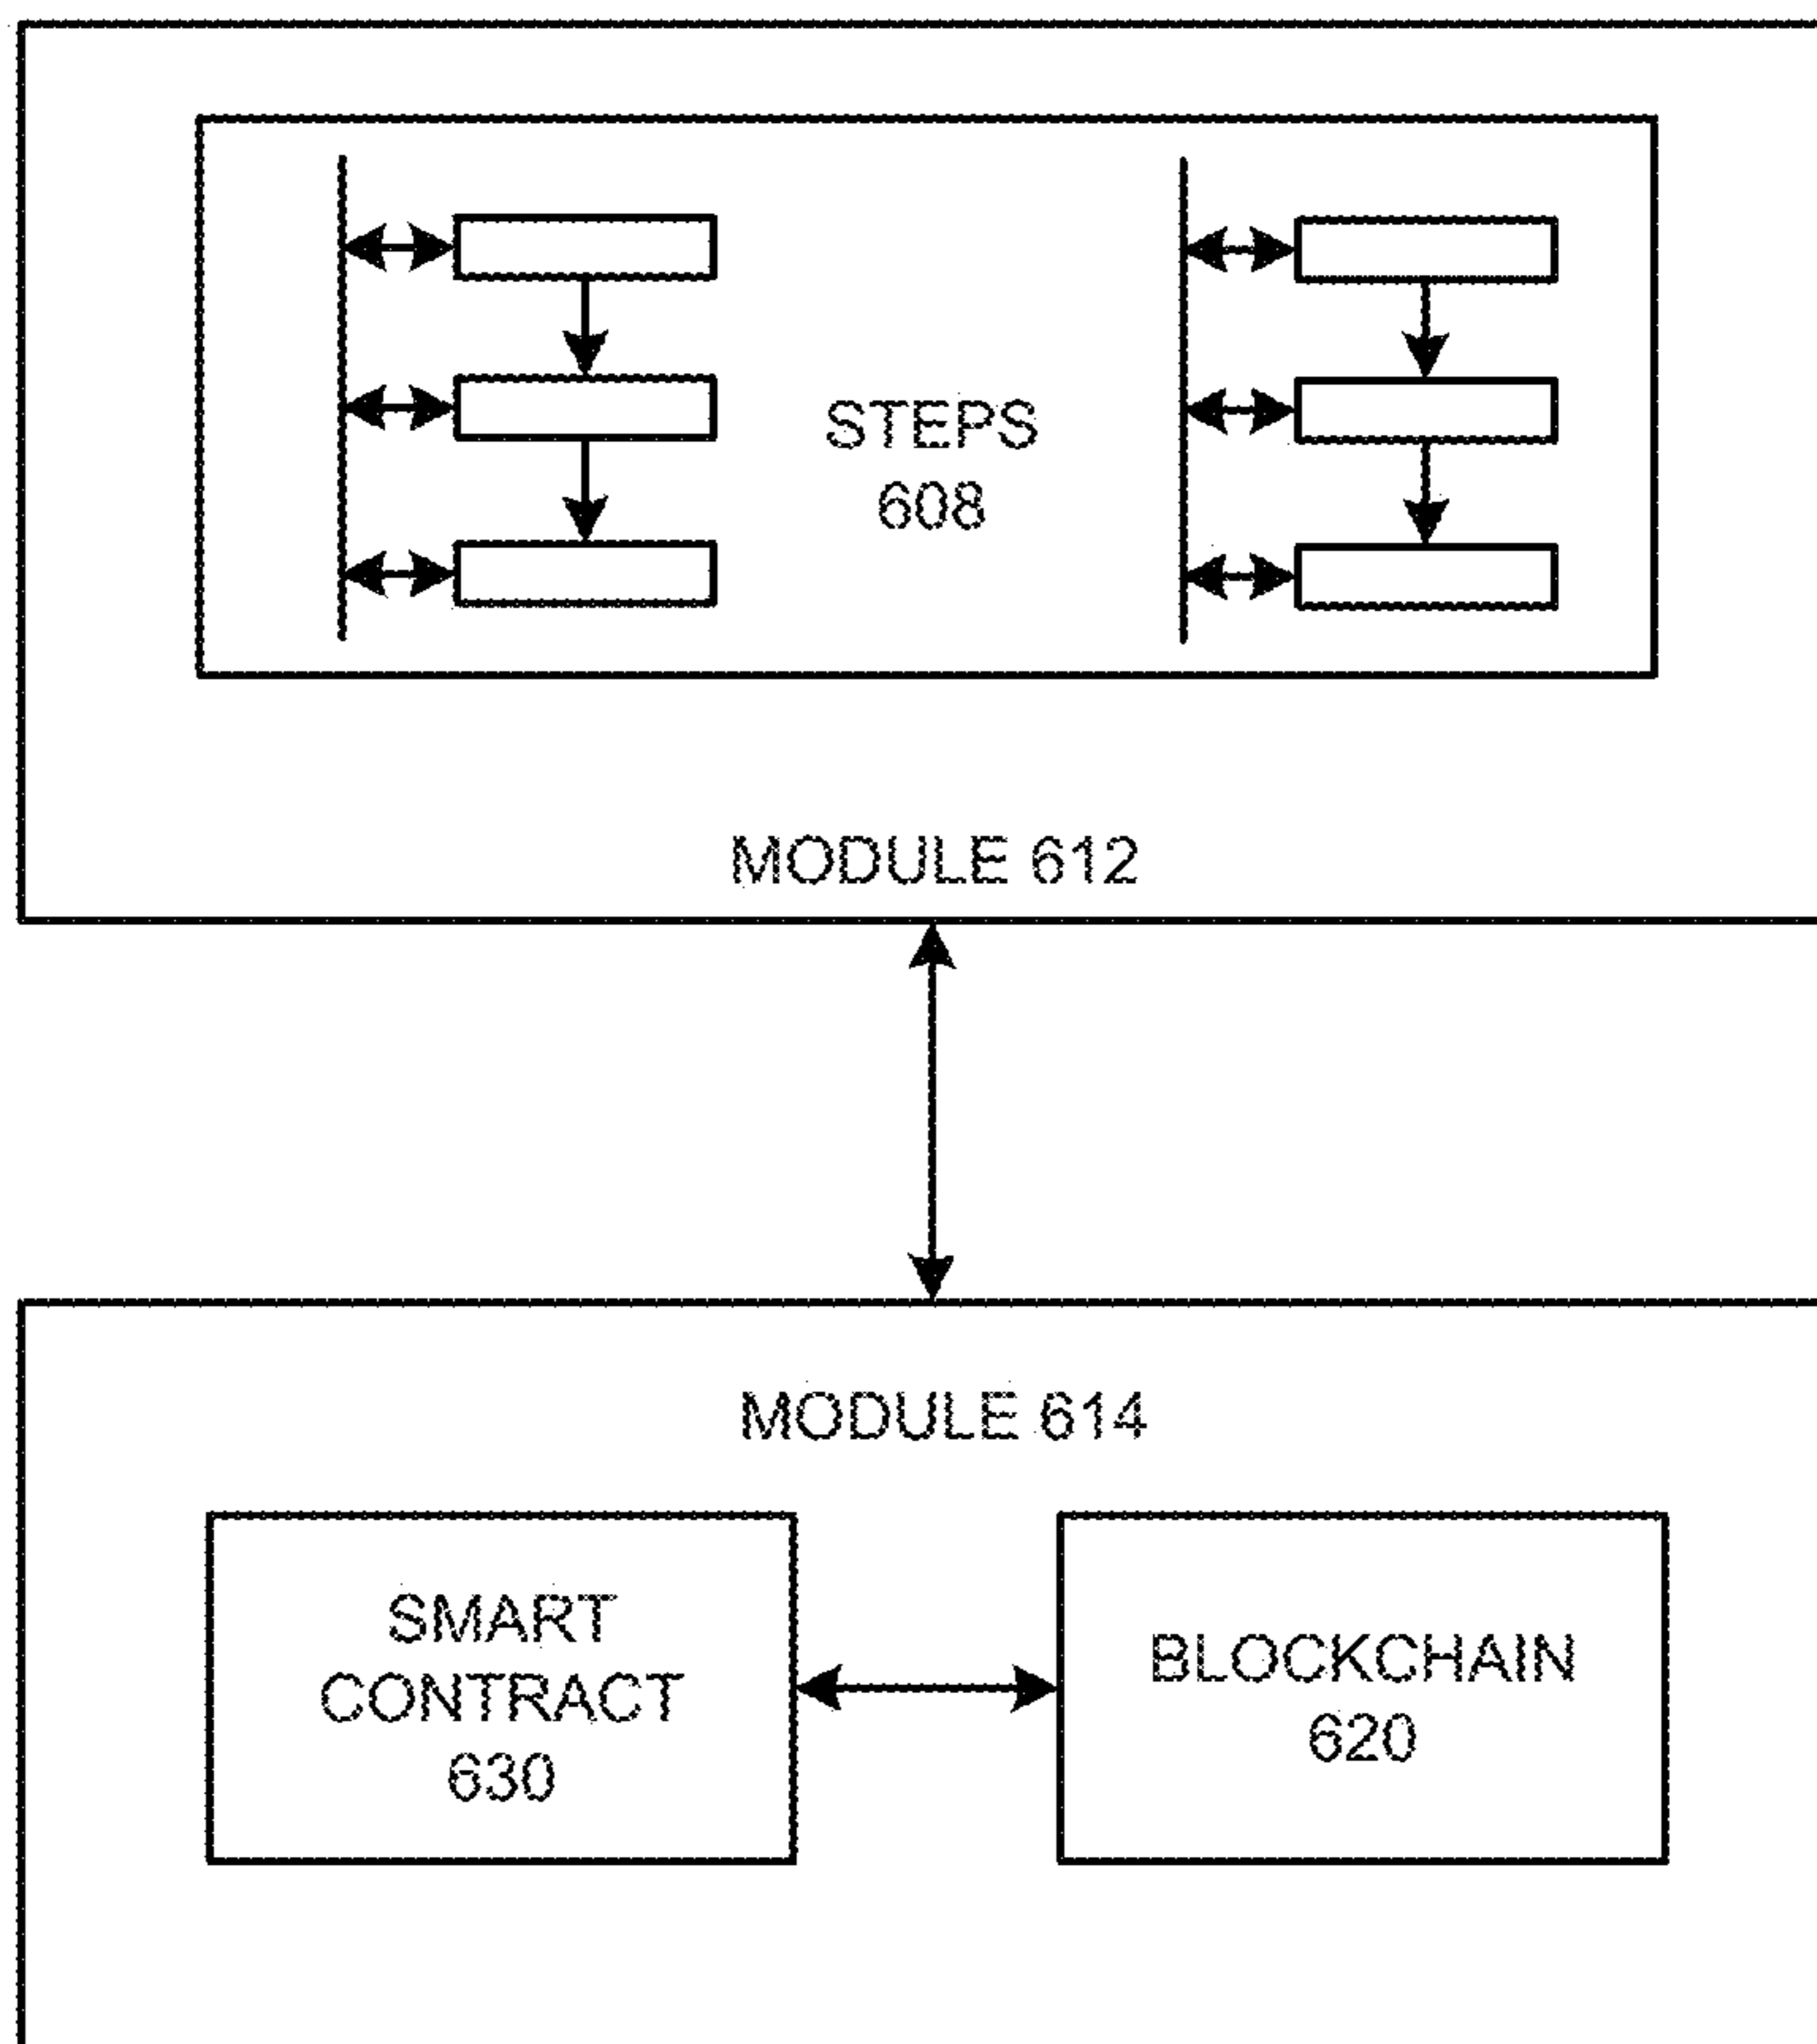 STEPS
608
MODULE 612
MODULE 614
SMART
CONTRACT
630
BLOCKCHAIN
620